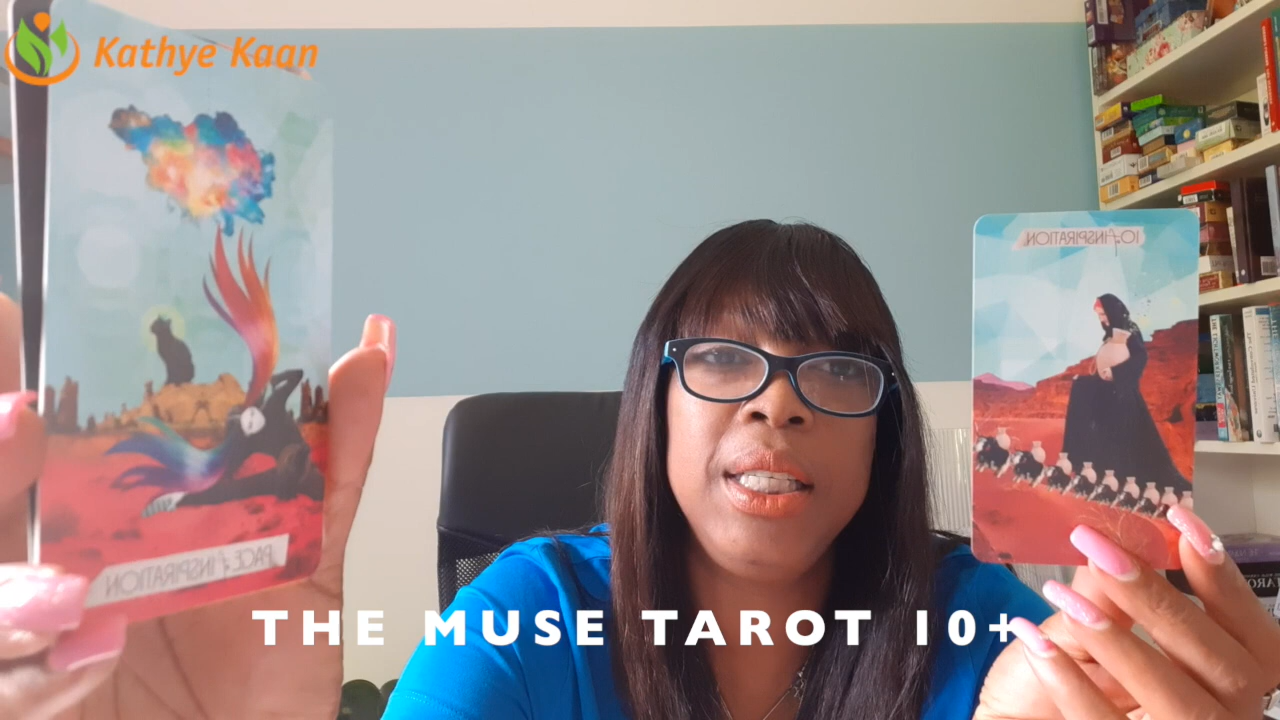 Kathye Kaan
10 of INSPIRATION
PAGE of INSPIRATION
THE MUSE TAROT 10+